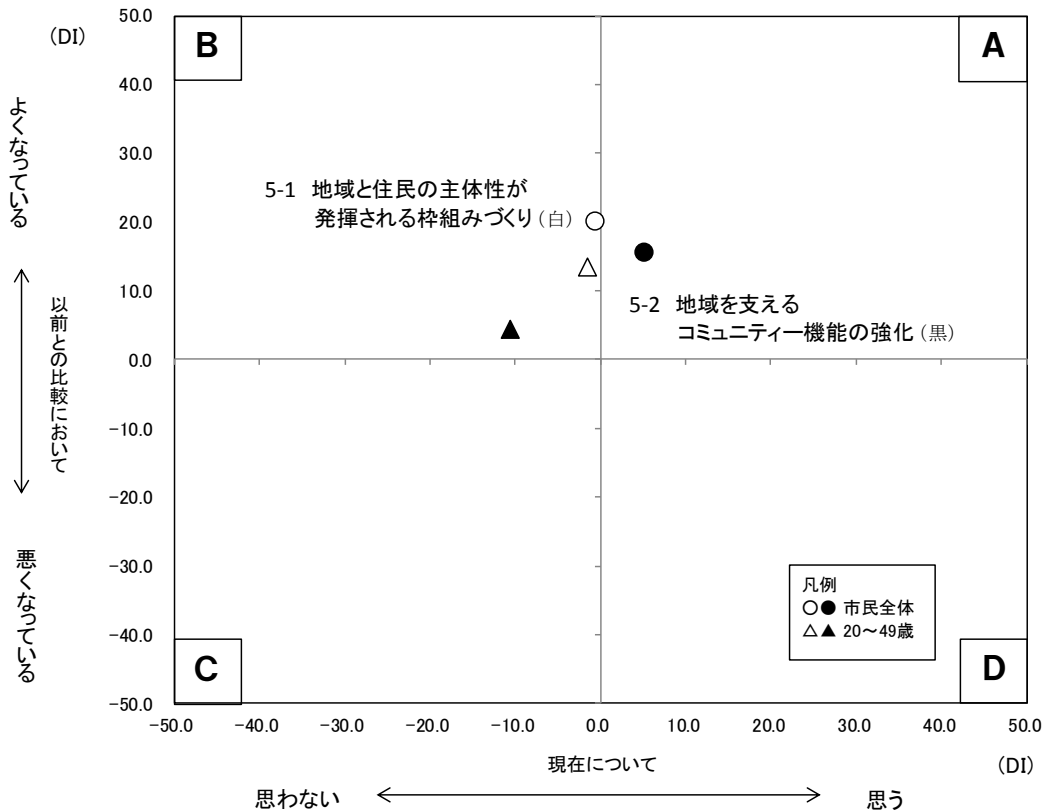 50.0
(DI)
B
A
40.0
よくなっている
30.0
5-1 地域と住民の主体性が
発揮される枠組みづくり(白)
20.0
10.0
5-2 地域を支える
コミュニティー機能の強化(黒)
以前との比較において
0.0
-10.0
-20.0
-30.0
悪くなっている
凡例
○● 市民全体
△▲ 20～49歳
-40.0
C
D
-50.0
-50.0 -40.0 -30.0 -20.0 -10.0 0.0 10.0 20.0 30.0 40.0 50.0
現在について
(DI)
思わない
思う